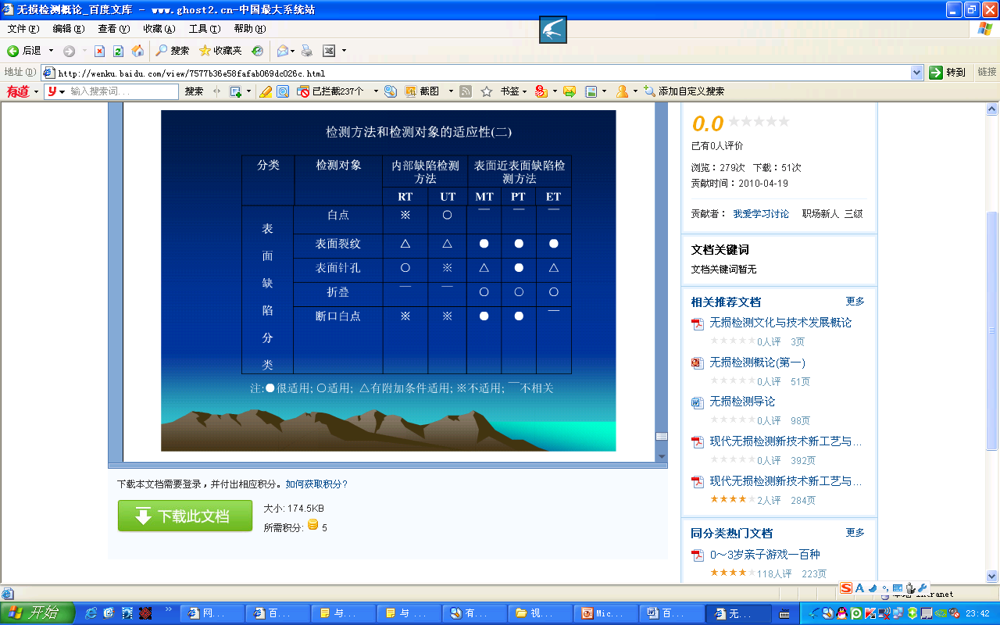 无损检测概论_百度文库 - www.ghost2.cn-中国最大系统站
文件(F) 编辑(E) 查看(V) 收藏(A) 工具(T) 帮助(H)
后退 搜索 收藏夹
地址(D) http://wenku.baidu.com/view/7577b36e58fafab069dc026c.html 转到 链接
有道 输入搜索词... 搜索 已拦截237个 截图 书签 添加自定义搜索
检测方法和检测对象的适应性(二)
分类 检测对象 内部缺陷检测方法 表面近表面缺陷检测方法
RT UT MT PT ET
表面缺陷分类
白点 ※ ○ ― ― ―
表面裂纹 △ △ ● ● ●
表面针孔 ○ ※ △ ● △
折叠 ― ― ○ ○ ○
断口白点 ※ ※ ● ● ―
注:●很适用; ○适用; △有附加条件适用; ※不适用; ―不相关
下载本文档需要登录，并付出相应积分。如何获取积分?
下载此文档
大小: 174.5KB
所需积分: 5
0.0
已有0人评价
浏览：279次 下载：51次
贡献时间：2010-04-19
贡献者： 我爱学习讨论 职场新人 三级
文档关键词
文档关键词暂无
相关推荐文档 更多
无损检测文化与技术发展概论
0人评 3页
无损检测概论(第一)
0人评 51页
无损检测导论
0人评 98页
现代无损检测新技术新工艺与...
0人评 392页
现代无损检测新技术新工艺与...
2人评 284页
同分类热门文档 更多
0～3岁亲子游戏一百种
118人评 223页
开始 网... 百... 与... 与... 有... 视... Mic... 百... 无... 23:42